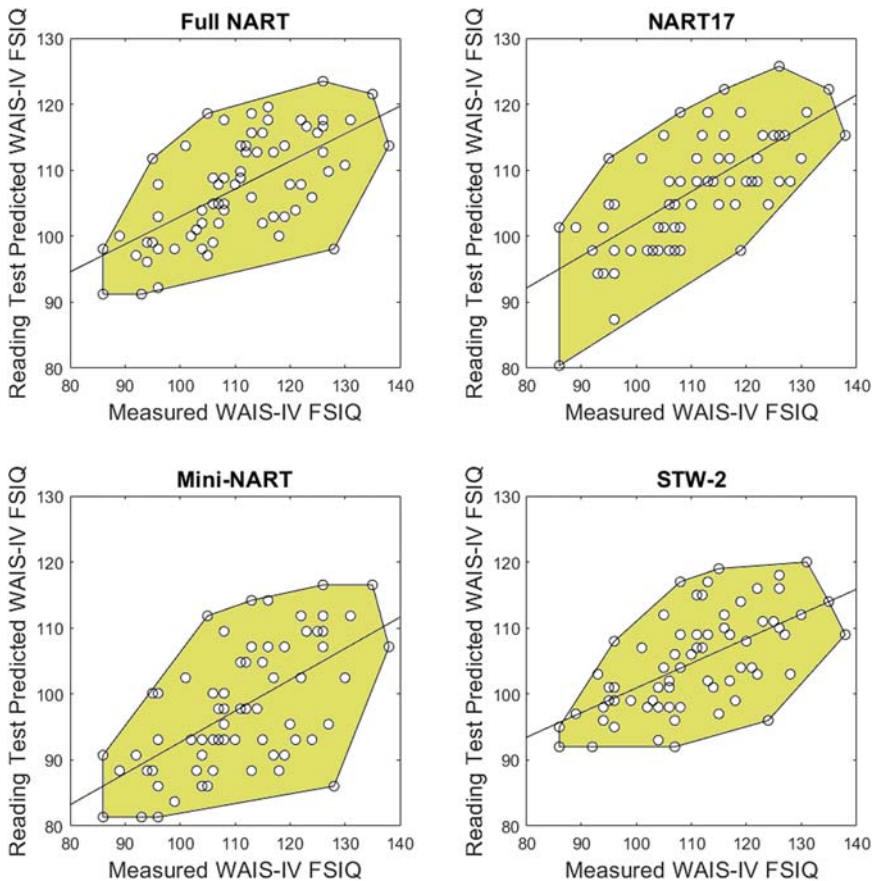 Full NART
NART17
Reading Test Predicted WAIS-IV FSIQ
130
120
110
100
90
80
80 90 100 110 120 130 140
Measured WAIS-IV FSIQ
Reading Test Predicted WAIS-IV FSIQ
130
120
110
100
90
80
80 90 100 110 120 130 140
Measured WAIS-IV FSIQ
Mini-NART
STW-2
Reading Test Predicted WAIS-IV FSIQ
130
120
110
100
90
80
80 90 100 110 120 130 140
Measured WAIS-IV FSIQ
Reading Test Predicted WAIS-IV FSIQ
130
120
110
100
90
80
80 90 100 110 120 130 140
Measured WAIS-IV FSIQ